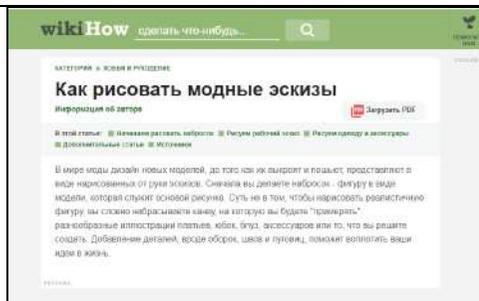 wikiHow сделать что-нибудь...
КАТЕГОРИИ » ХОББИ И РУКОДЕЛИЕ
Как рисовать модные эскизы
Информация об авторе
Загрузить PDF
В этой статье: Начинаем рисовать набросок Рисуем рабочий эскиз Рисуем одежду и аксессуары
Дополнительные статьи Источники
В мире моды дизайн новых моделей, до того как их выкроят и пошьют, представляют в
виде нарисованных от руки эскизов. Сначала вы делаете набросок - фигуру в виде
модели, которая служит основой рисунка. Суть не в том, чтобы нарисовать реалистичную
фигуру, вы словно набрасываете канву, на которую вы будете "примерять"
разнообразные иллюстрации платьев, юбок, блуз, аксессуаров или то, что вы решите
создать. Добавление деталей, вроде оборок, швов и пуговиц, поможет воплотить ваши
идеи в жизнь.
РЕКЛАМА